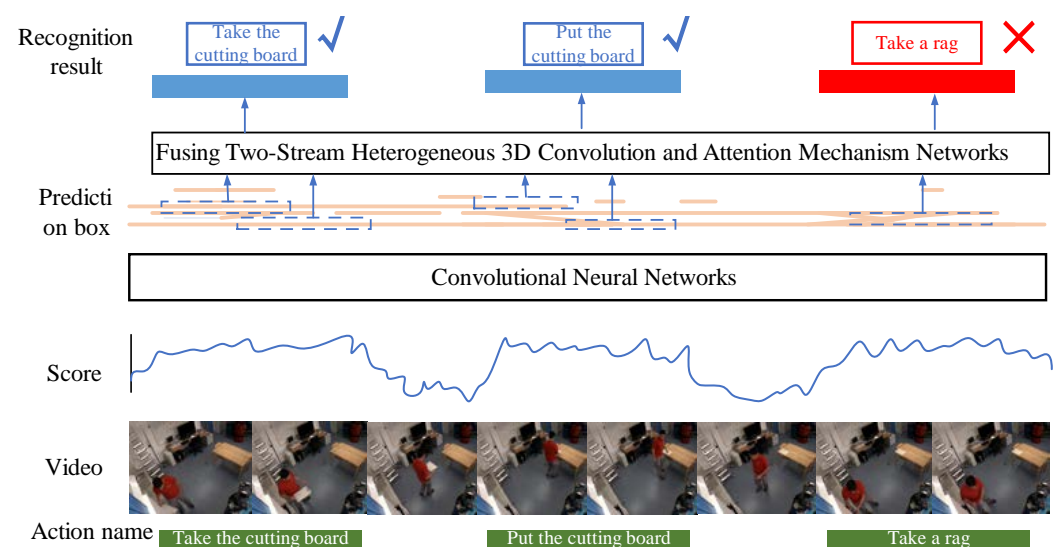 Recognition
result
Take the
cutting board
Put the
cutting board
Take a rag
Fusing Two-Stream Heterogeneous 3D Convolution and Attention Mechanism Networks
Predicti
on box
Convolutional Neural Networks
Score
Video
Action name
Take the cutting board
Put the cutting board
Take a rag